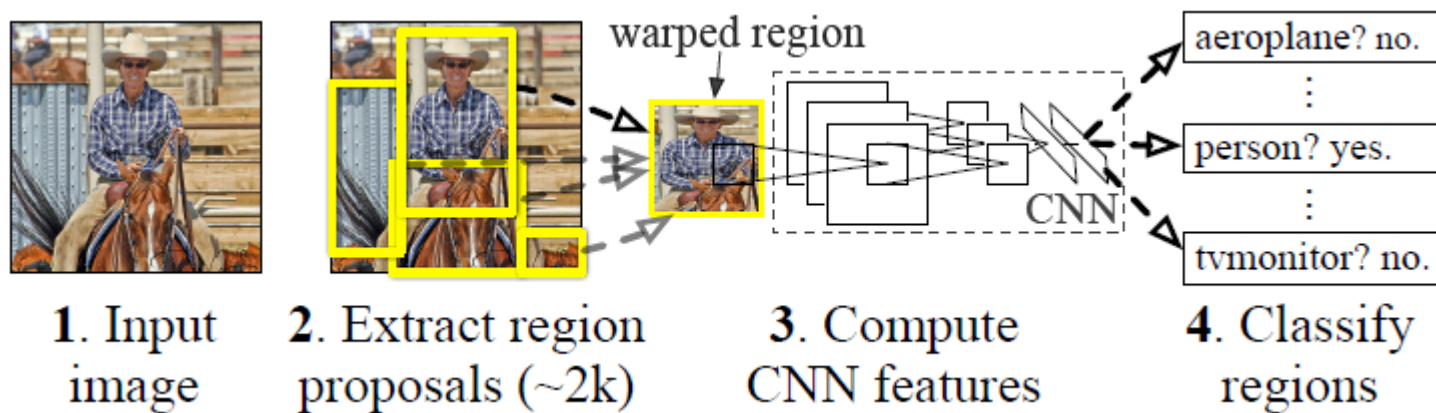 warped region
aeroplane? no.
⋮
person? yes.
⋮
tvmonitor? no.
CNN
1. Input
image
2. Extract region
proposals (~2k)
3. Compute
CNN features
4. Classify
regions